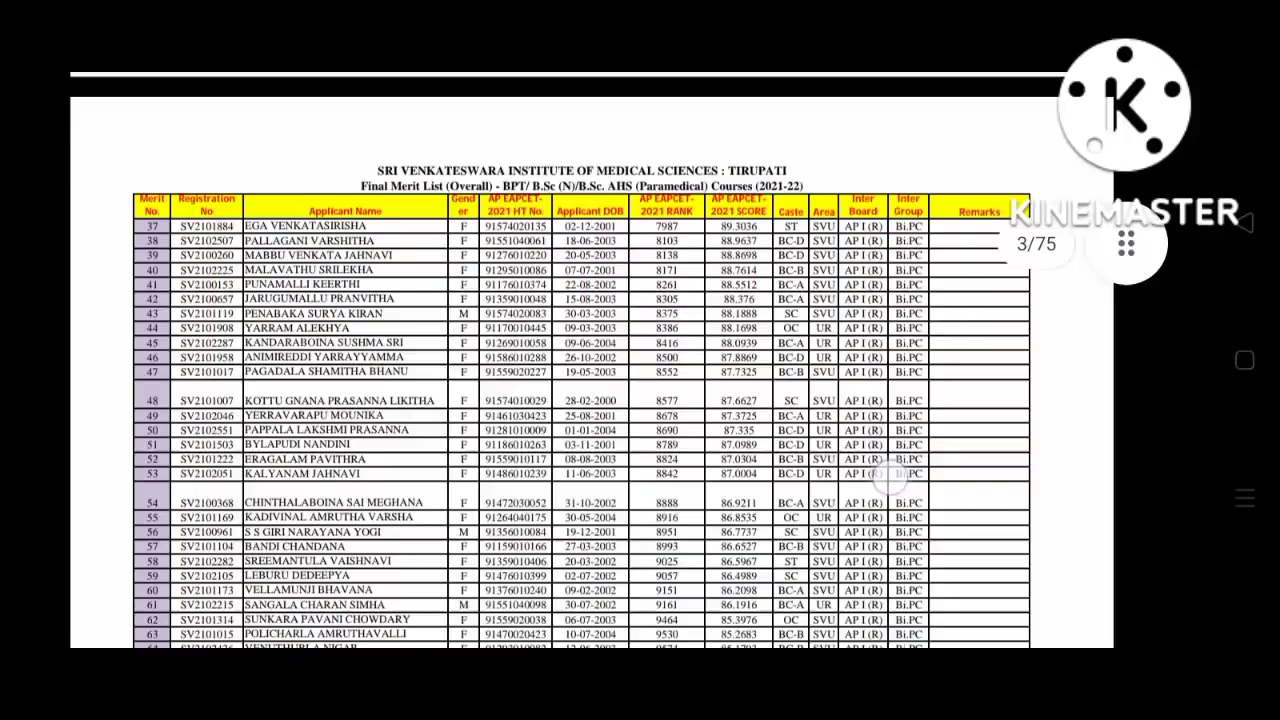 KINEMASTER
3/75
SRI VENKATESWARA INSTITUTE OF MEDICAL SCIENCES : TIRUPATI
Final Merit List (Overall) - BPT/ B.Sc (N)/B.Sc. AHS (Paramedical) Courses (2021-22)
Merit No. Registration No Applicant Name Gender AP EAPCET-2021 HT No. Applicant DOB AP EAPCET-2021 RANK AP EAPCET-2021 SCORE Caste Area Inter Board Inter Group Remarks
37 SV2101884 EGA VENKATASIRISHA F 91574020135 02-12-2001 7987 89.3036 ST SVU AP I (R) Bi.PC
38 SV2102507 PALLAGANI VARSHITHA F 91551040061 18-06-2003 8103 88.9637 BC-D SVU AP I (R) Bi.PC
39 SV2100260 MABBU VENKATA JAHNAVI F 91276010220 20-05-2003 8138 88.8698 BC-D SVU AP I (R) Bi.PC
40 SV2102225 MALAVATHU SRILEKHA F 91295010086 07-07-2001 8171 88.7614 BC-B SVU AP I (R) Bi.PC
41 SV2100153 PUNAMALLI KEERTHI F 91176010374 22-08-2002 8261 88.5512 BC-A SVU AP I (R) Bi.PC
42 SV2100657 JARUGUMALLU PRANVITHA F 91359010048 15-08-2003 8305 88.376 BC-A SVU AP I (R) Bi.PC
43 SV2101119 PENABAKA SURYA KIRAN M 91574020083 30-03-2003 8375 88.1888 SC SVU AP I (R) Bi.PC
44 SV2101908 YARRAM ALEKHYA F 91170010445 09-03-2003 8386 88.1698 OC UR AP I (R) Bi.PC
45 SV2102287 KANDARABOINA SUSHMA SRI F 91269010058 09-06-2004 8416 88.0939 BC-A UR AP I (R) Bi.PC
46 SV2101958 ANIMIREDDI YARRAYYAMMA F 91586010288 26-10-2002 8500 87.8869 BC-D UR AP I (R) Bi.PC
47 SV2101017 PAGADALA SHAMITHA BHANU F 91559020227 19-05-2003 8552 87.7325 BC-B SVU AP I (R) Bi.PC
48 SV2101007 KOTTU GNANA PRASANNA LIKITHA F 91574010029 28-02-2000 8577 87.6627 SC SVU AP I (R) Bi.PC
49 SV2102046 YERRAVARAPU MOUNIKA F 91461030423 25-08-2001 8678 87.3725 BC-A UR AP I (R) Bi.PC
50 SV2102551 PAPPALA LAKSHMI PRASANNA F 91281010009 01-01-2004 8690 87.335 BC-D UR AP I (R) Bi.PC
51 SV2101503 BYLAPUDI NANDINI F 91186010263 03-11-2001 8789 87.0989 BC-D UR AP I (R) Bi.PC
52 SV2101222 ERAGALAM PAVITHRA F 91559010117 08-08-2003 8824 87.0304 BC-B SVU AP I (R) Bi.PC
53 SV2102051 KALYANAM JAHNAVI F 91486010239 11-06-2003 8842 87.0004 BC-D UR AP I (R) Bi.PC
54 SV2100368 CHINTHALABOINA SAI MEGHANA F 91472030052 31-10-2002 8888 86.9211 BC-A SVU AP I (R) Bi.PC
55 SV2101169 KADIVINAL AMRUTHA VARSHA F 91264040175 30-05-2004 8916 86.8535 OC UR AP I (R) Bi.PC
56 SV2100961 S S GIRI NARAYANA YOGI M 91356010084 19-12-2001 8951 86.7737 SC SVU AP I (R) Bi.PC
57 SV2101104 BANDI CHANDANA F 91159010166 27-03-2003 8993 86.6527 BC-B SVU AP I (R) Bi.PC
58 SV2102282 SREEMANTULA VAISHNAVI F 91359010406 20-03-2002 9025 86.5967 ST SVU AP I (R) Bi.PC
59 SV2102105 LEBURU DEDEEPYA F 91476010399 02-07-2002 9057 86.4989 SC SVU AP I (R) Bi.PC
60 SV2101173 VELLAMUNJI BHAVANA F 91376010240 09-02-2002 9151 86.2098 BC-A SVU AP I (R) Bi.PC
61 SV2102215 SANGALA CHARAN SIMHA M 91551040098 30-07-2002 9161 86.1916 BC-A UR AP I (R) Bi.PC
62 SV2101314 SUNKARA PAVANI CHOWDARY F 91559020038 06-07-2003 9464 85.3976 OC SVU AP I (R) Bi.PC
63 SV2101015 POLICHARLA AMRUTHAVALLI F 91470020423 10-07-2004 9530 85.2683 BC-B SVU AP I (R) Bi.PC